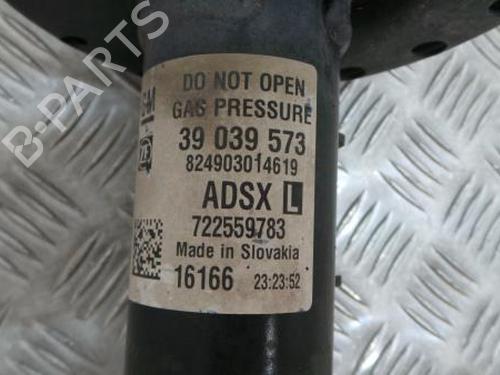 DO NOT OPEN
GAS PRESSURE
GM
39 039 573
ZF
824903014619
ADSX L
722559783
Made in Slovakia
16166 23:23:52
B-PARTS